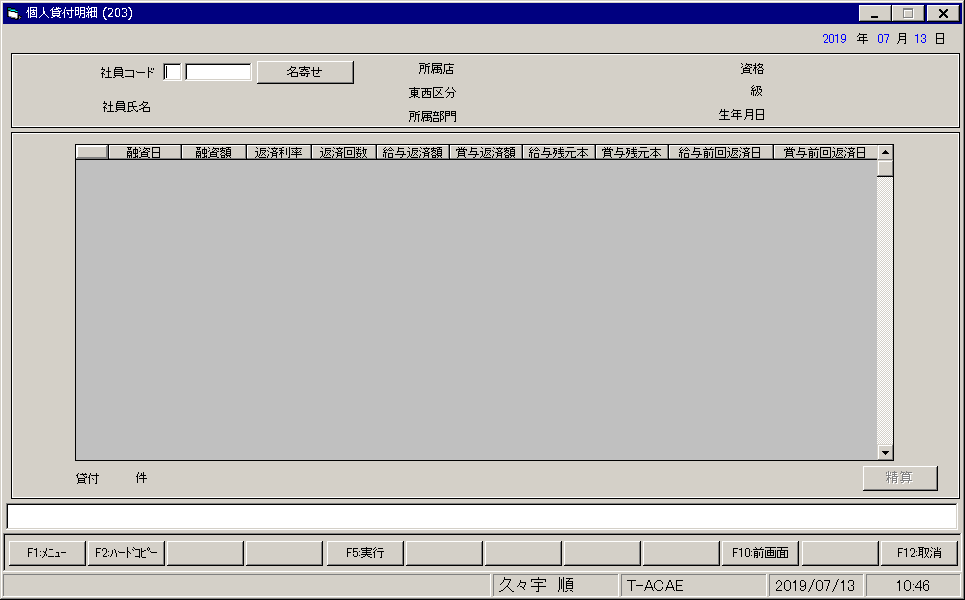 個人貸付明細 (203)
2019 年 07 月 13 日
社員コード 名寄せ 所属店 資格
東西区分 級
社員氏名 所属部門 生年月日
融資日 融資額 返済利率 返済回数 給与返済額 賞与返済額 給与残元本 賞与残元本 給与前回返済日 賞与前回返済日
貸付 件 精算
F1:ﾒﾆｭｰ F2:ﾊｰﾄﾞｺﾋﾟｰ F5:実行 F10:前画面 F12:取消
久々宇 順 T-ACAE 2019/07/13 10:46